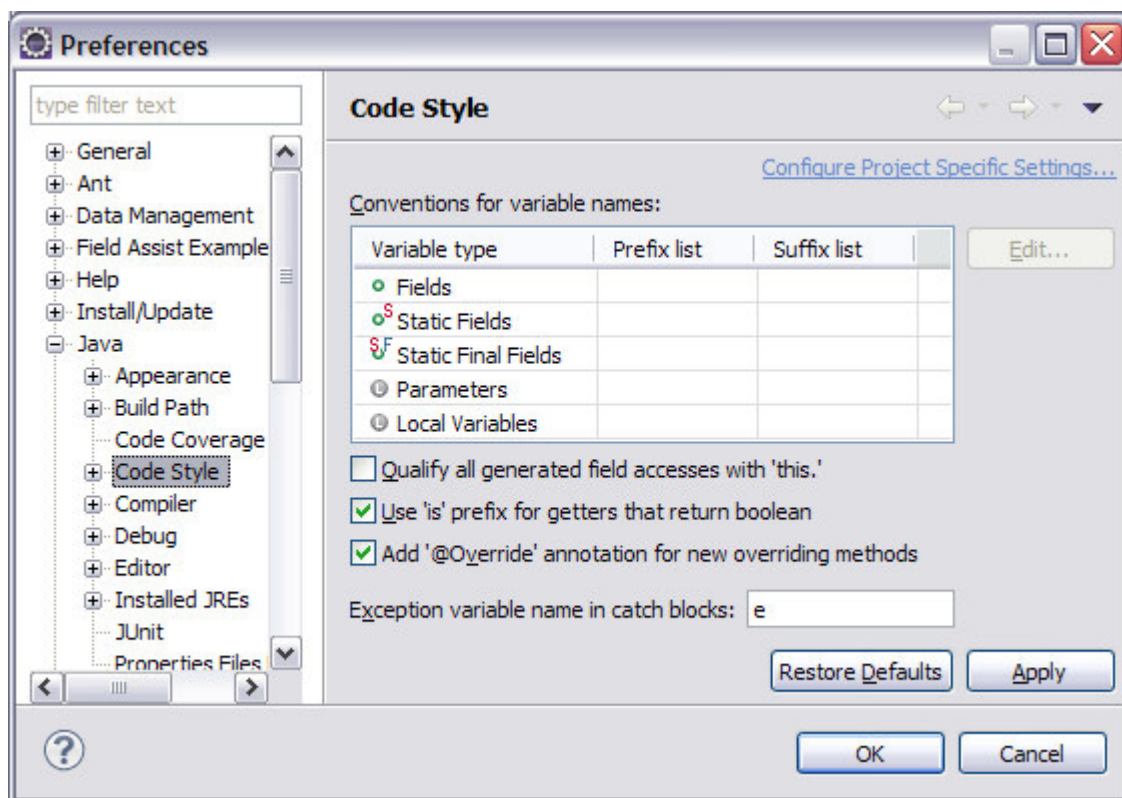 Preferences
type filter text
General
Ant
Data Management
Field Assist Example
Help
Install/Update
Java
Appearance
Build Path
Code Coverage
Code Style
Compiler
Debug
Editor
Installed JREs
JUnit
Properties Files
Code Style
Configure Project Specific Settings...
Conventions for variable names:
Variable type Prefix list Suffix list
Fields
S Static Fields
S F Static Final Fields
L Parameters
L Local Variables
Edit...
Qualify all generated field accesses with 'this.'
Use 'is' prefix for getters that return boolean
Add '@Override' annotation for new overriding methods
Exception variable name in catch blocks: e
Restore Defaults Apply
? OK Cancel